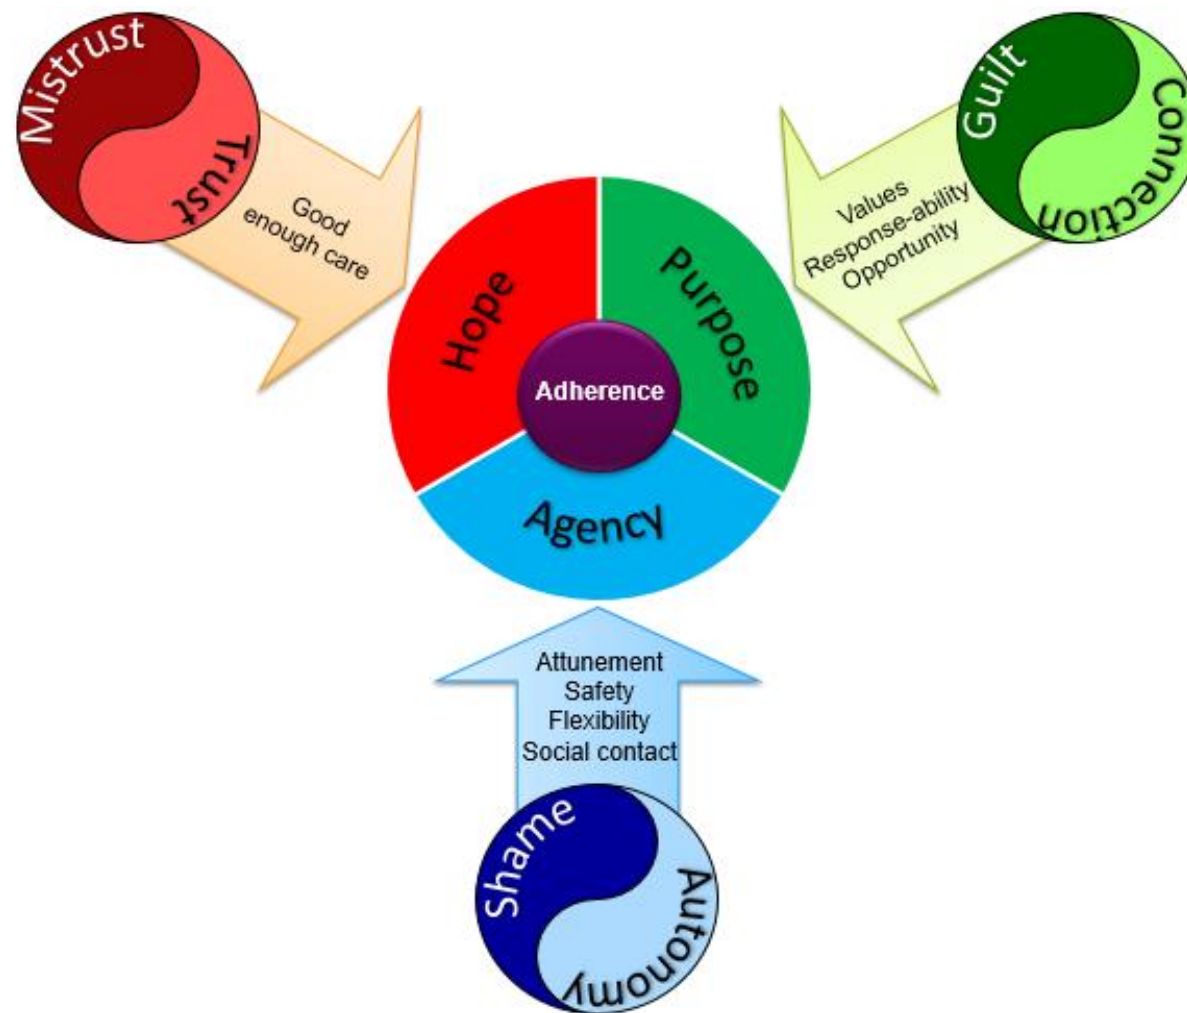 Mistrust
Trust
Good
enough care
Guilt
Connection
Values
Response-ability
Opportunity
Hope
Purpose
Adherence
Agency
Attunement
Safety
Flexibility
Social contact
Shame
Autonomy